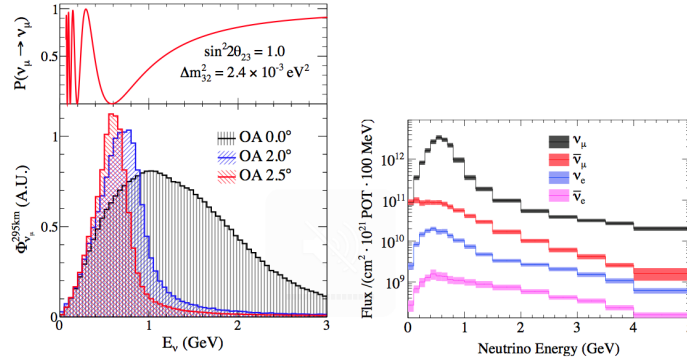 P(ν_μ → ν_μ)
1
0.5
sin²2θ₂₃ = 1.0
Δm²₃₂ = 2.4 × 10⁻³ eV²
Φ^295km_ν_μ (A.U.)
1
0.5
0
OA 0.0°
OA 2.0°
OA 2.5°
0 1 2 3
E_ν (GeV)
Flux /(cm² ·10²¹ POT · 100 MeV)
10¹²
10¹¹
10¹⁰
10⁹
ν_μ
ν̄_μ
ν_e
ν̄_e
0 1 2 3 4 5
Neutrino Energy (GeV)